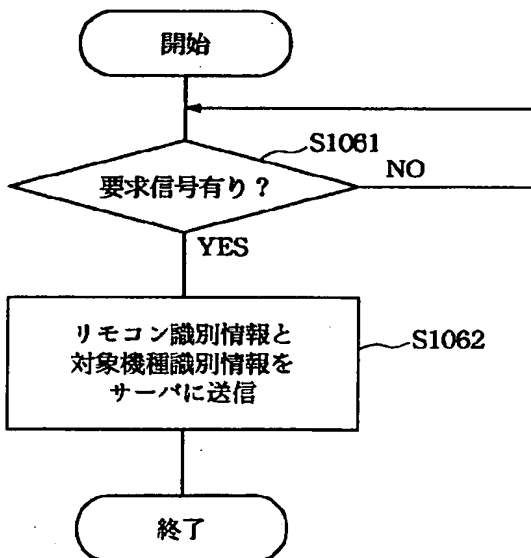 開始
S1061
要求信号有り？
NO
YES
リモコン識別情報と
対象機種識別情報を
サーバに送信
S1062
終了